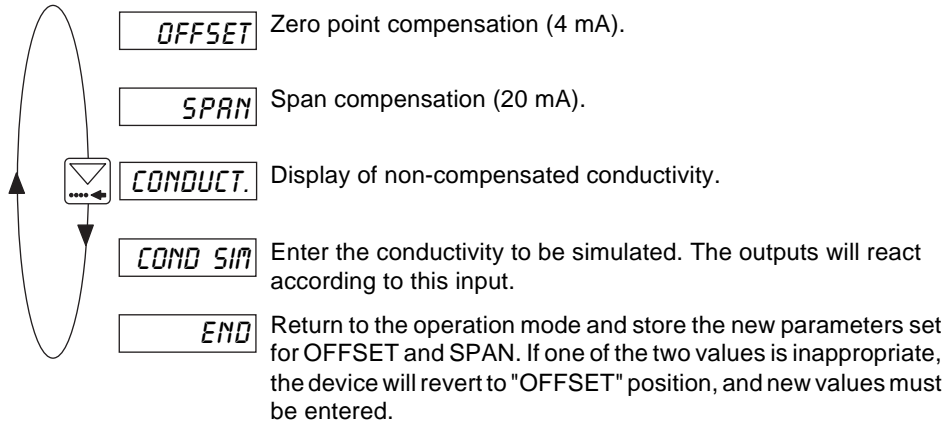 OFFSET Zero point compensation (4 mA).
SPAN Span compensation (20 mA).
CONDUCT. Display of non-compensated conductivity.
COND SIM Enter the conductivity to be simulated. The outputs will react
according to this input.
END Return to the operation mode and store the new parameters set
for OFFSET and SPAN. If one of the two values is inappropriate,
the device will revert to "OFFSET" position, and new values must
be entered.